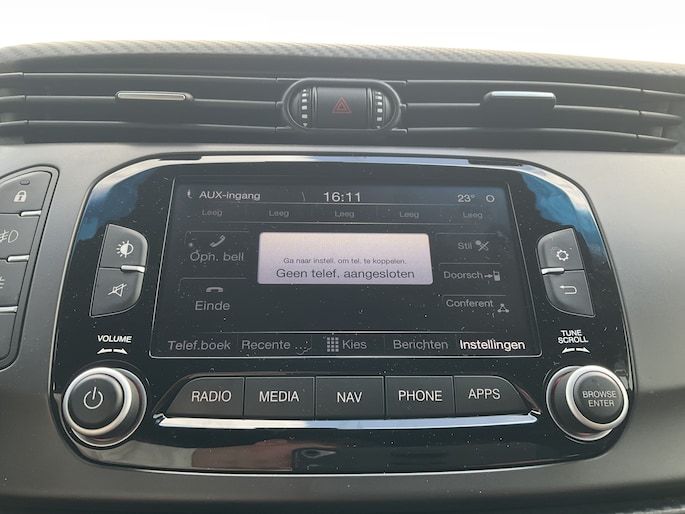 AUX-ingang 16:11 23° O
Leeg Leeg Leeg Leeg Leeg
Oph. bell
Ga naar instell. om tel. te koppelen.
Geen telef. aangesloten
Stil
Doorsch
Einde
Conferent
Telef.boek Recente ... Kies Berichten Instellingen
VOLUME
TUNE
SCROLL
RADIO MEDIA NAV PHONE APPS
BROWSE
ENTER